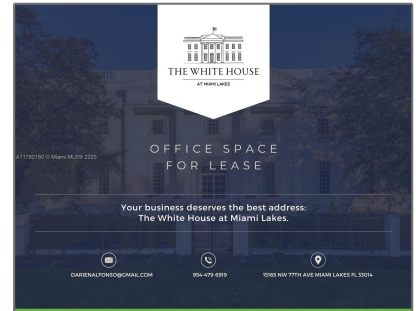 THE WHITE HOUSE
AT MIAMI LAKES
A11762180 © Miami MLS® 2025
OFFICE SPACE
FOR LEASE
Your business deserves the best address:
The White House at Miami Lakes.
DARIENALFONSO@GMAIL.COM
954-479-6919
15165 NW 77TH AVE MIAMI LAKES FL 33014